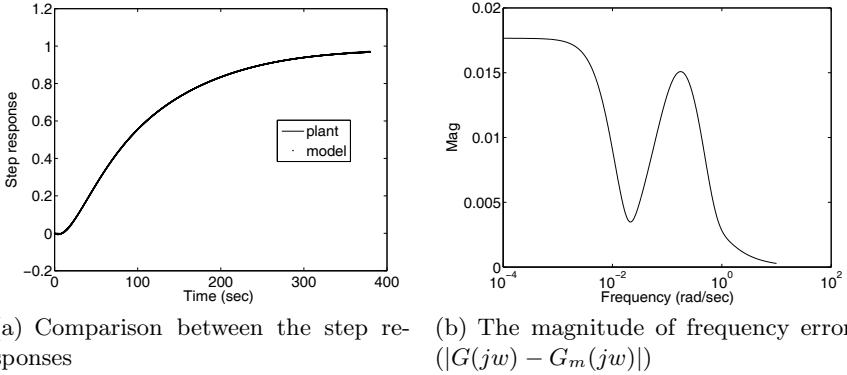 1.2
1
0.8
0.6
0.4
0.2
0
−0.2
Step response
plant
model
0 100 200 300 400
Time (sec)
0.02
0.015
0.01
0.005
0
Mag
10^-4 10^-2 10^0 10^2
Frequency (rad/sec)
a) Comparison between the step re-
sponses
(b) The magnitude of frequency error
(|G(jw) − G_m(jw)|)